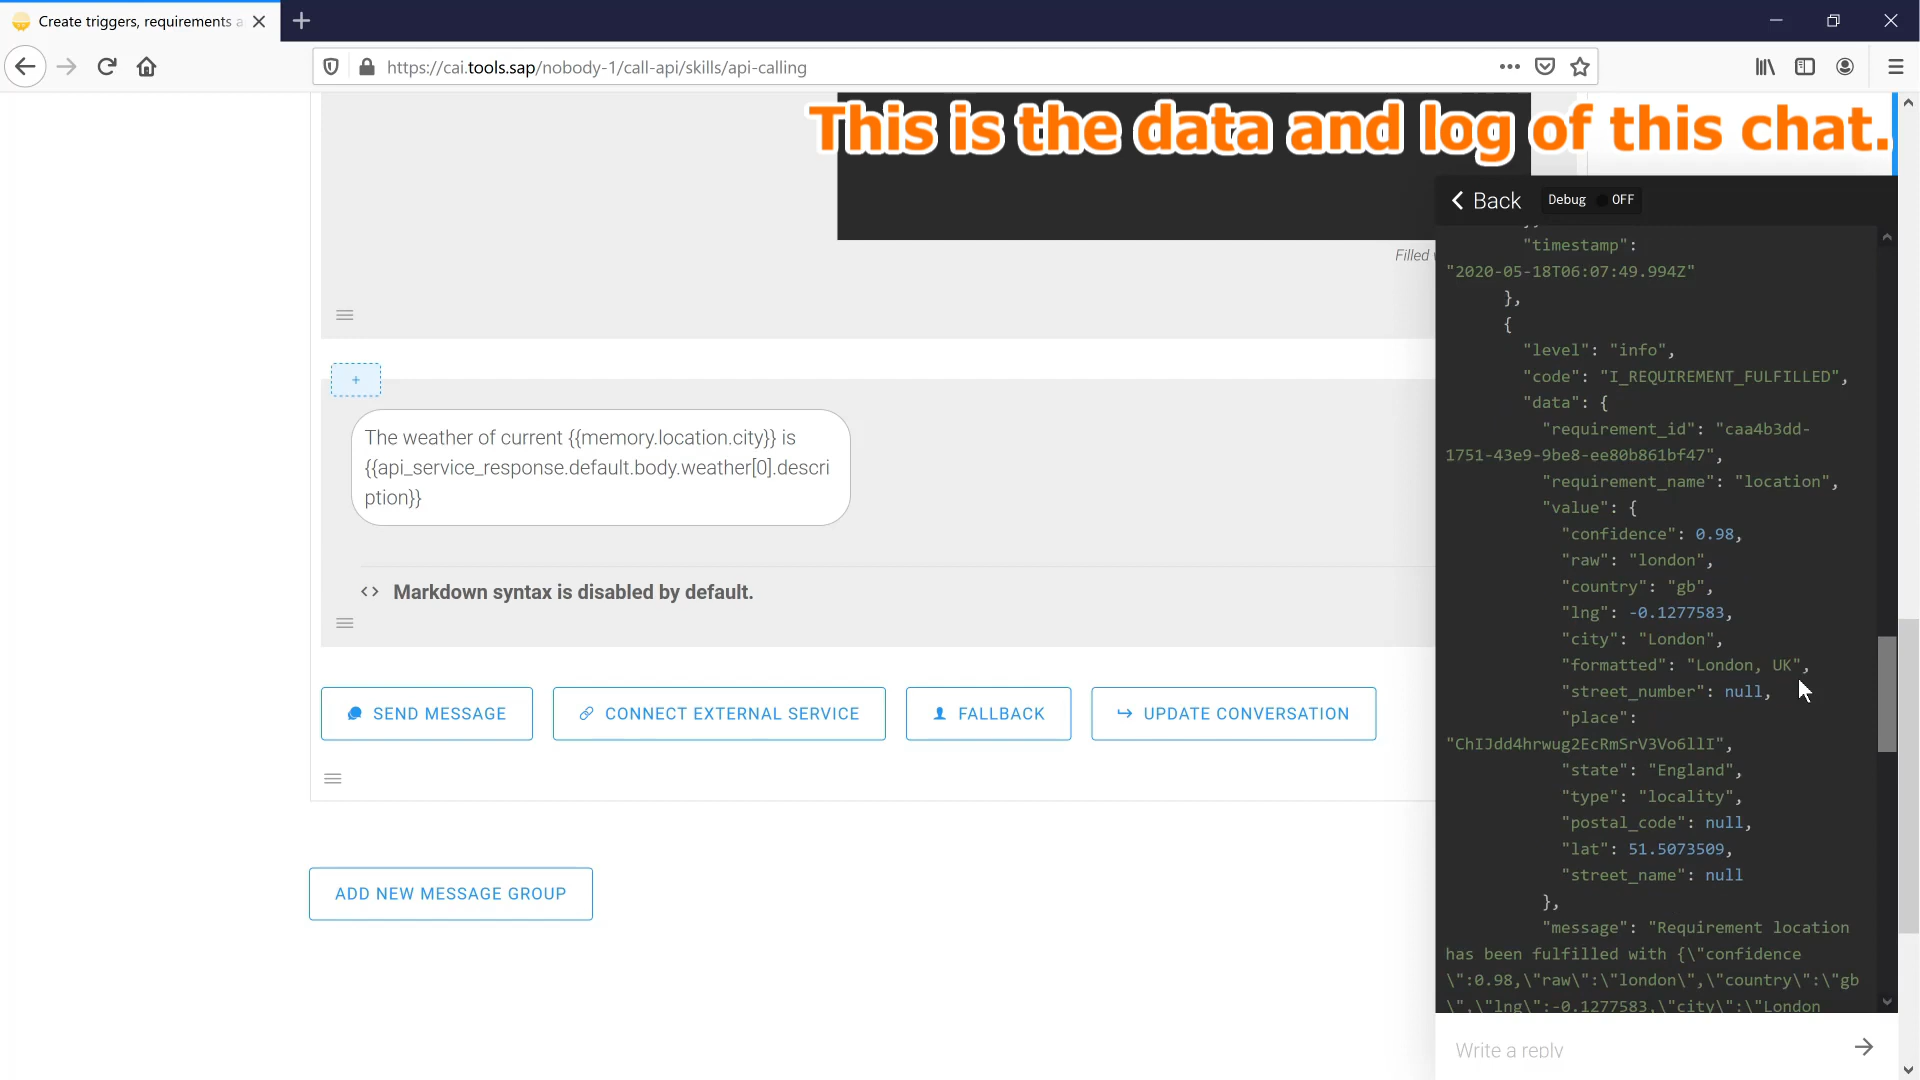 Create triggers, requirements a
https://cai.tools.sap/nobody-1/call-api/skills/api-calling
This is the data and log of this chat.
Back
Debug OFF
Filled
"timestamp":
"2020-05-18T06:07:49.994Z"
},
{
"level": "info",
"code": "I_REQUIREMENT_FULFILLED",
"data": {
"requirement_id": "caa4b3dd-
1751-43e9-9be8-ee80b861bf47",
"requirement_name": "location",
"value": {
"confidence": 0.98,
"raw": "london",
"country": "gb",
"lng": -0.1277583,
"city": "London",
"formatted": "London, UK",
"street_number": null,
"place":
"ChIJdd4hrwug2EcRmSrV3Vo6llI",
"state": "England",
"type": "locality",
"postal_code": null,
"lat": 51.5073509,
"street_name": null
},
"message": "Requirement location
has been fulfilled with {\"confidence
\":0.98,\"raw\":\"london\",\"country\":\"gb
\",\"lng\":-0.1277583,\"city\":\"London
Write a reply
+
The weather of current {{memory.location.city}} is
{{api_service_response.default.body.weather[0].descri
ption}}
<> Markdown syntax is disabled by default.
SEND MESSAGE
CONNECT EXTERNAL SERVICE
FALLBACK
UPDATE CONVERSATION
ADD NEW MESSAGE GROUP